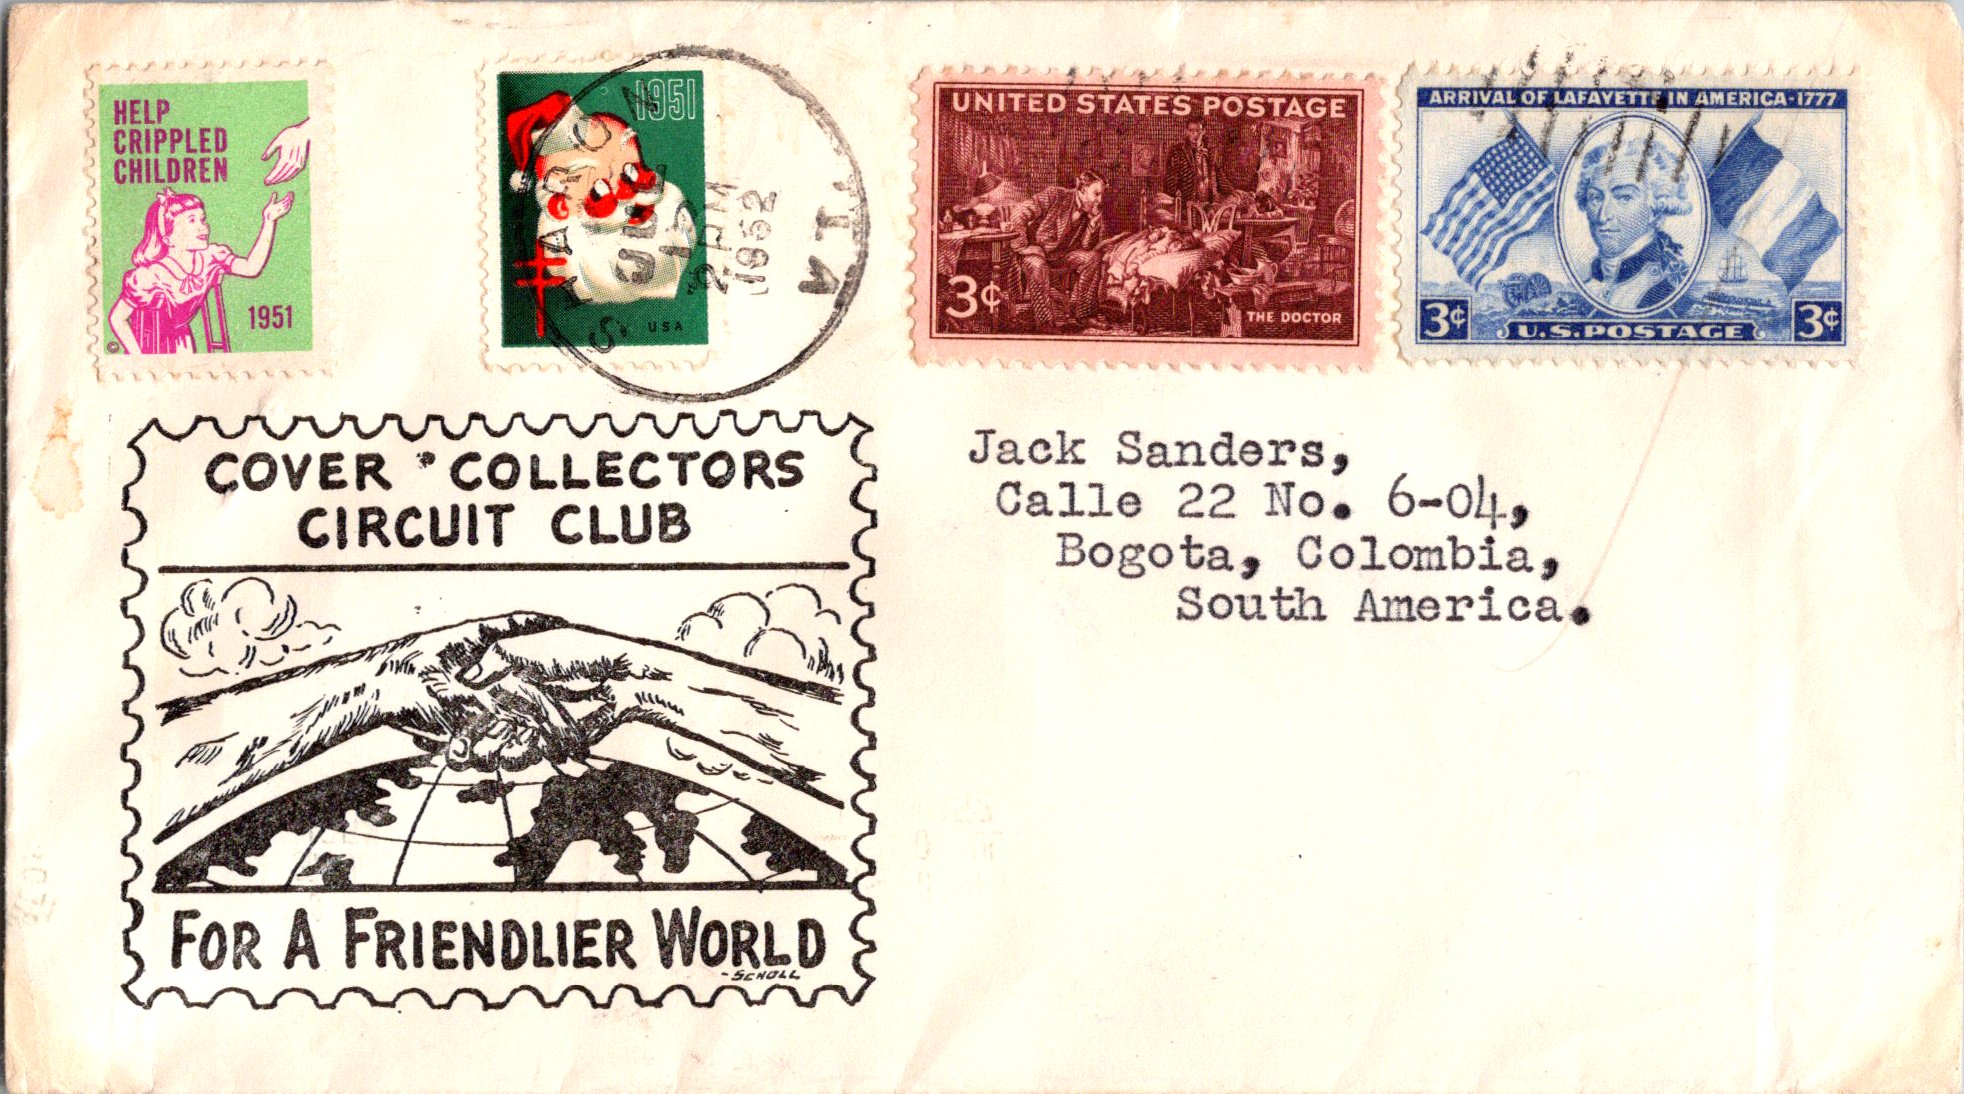 HELP
CRIPPLED
CHILDREN
1951
1951
USA
2 PM
1952
UNITED STATES POSTAGE
3¢
THE DOCTOR
ARRIVAL OF LAFAYETTE IN AMERICA-1777
3¢
U.S. POSTAGE
3¢
COVER COLLECTORS
CIRCUIT CLUB
FOR A FRIENDLIER WORLD
-SCHOLL
Jack Sanders,
Calle 22 No. 6-04,
Bogota, Colombia,
South America.